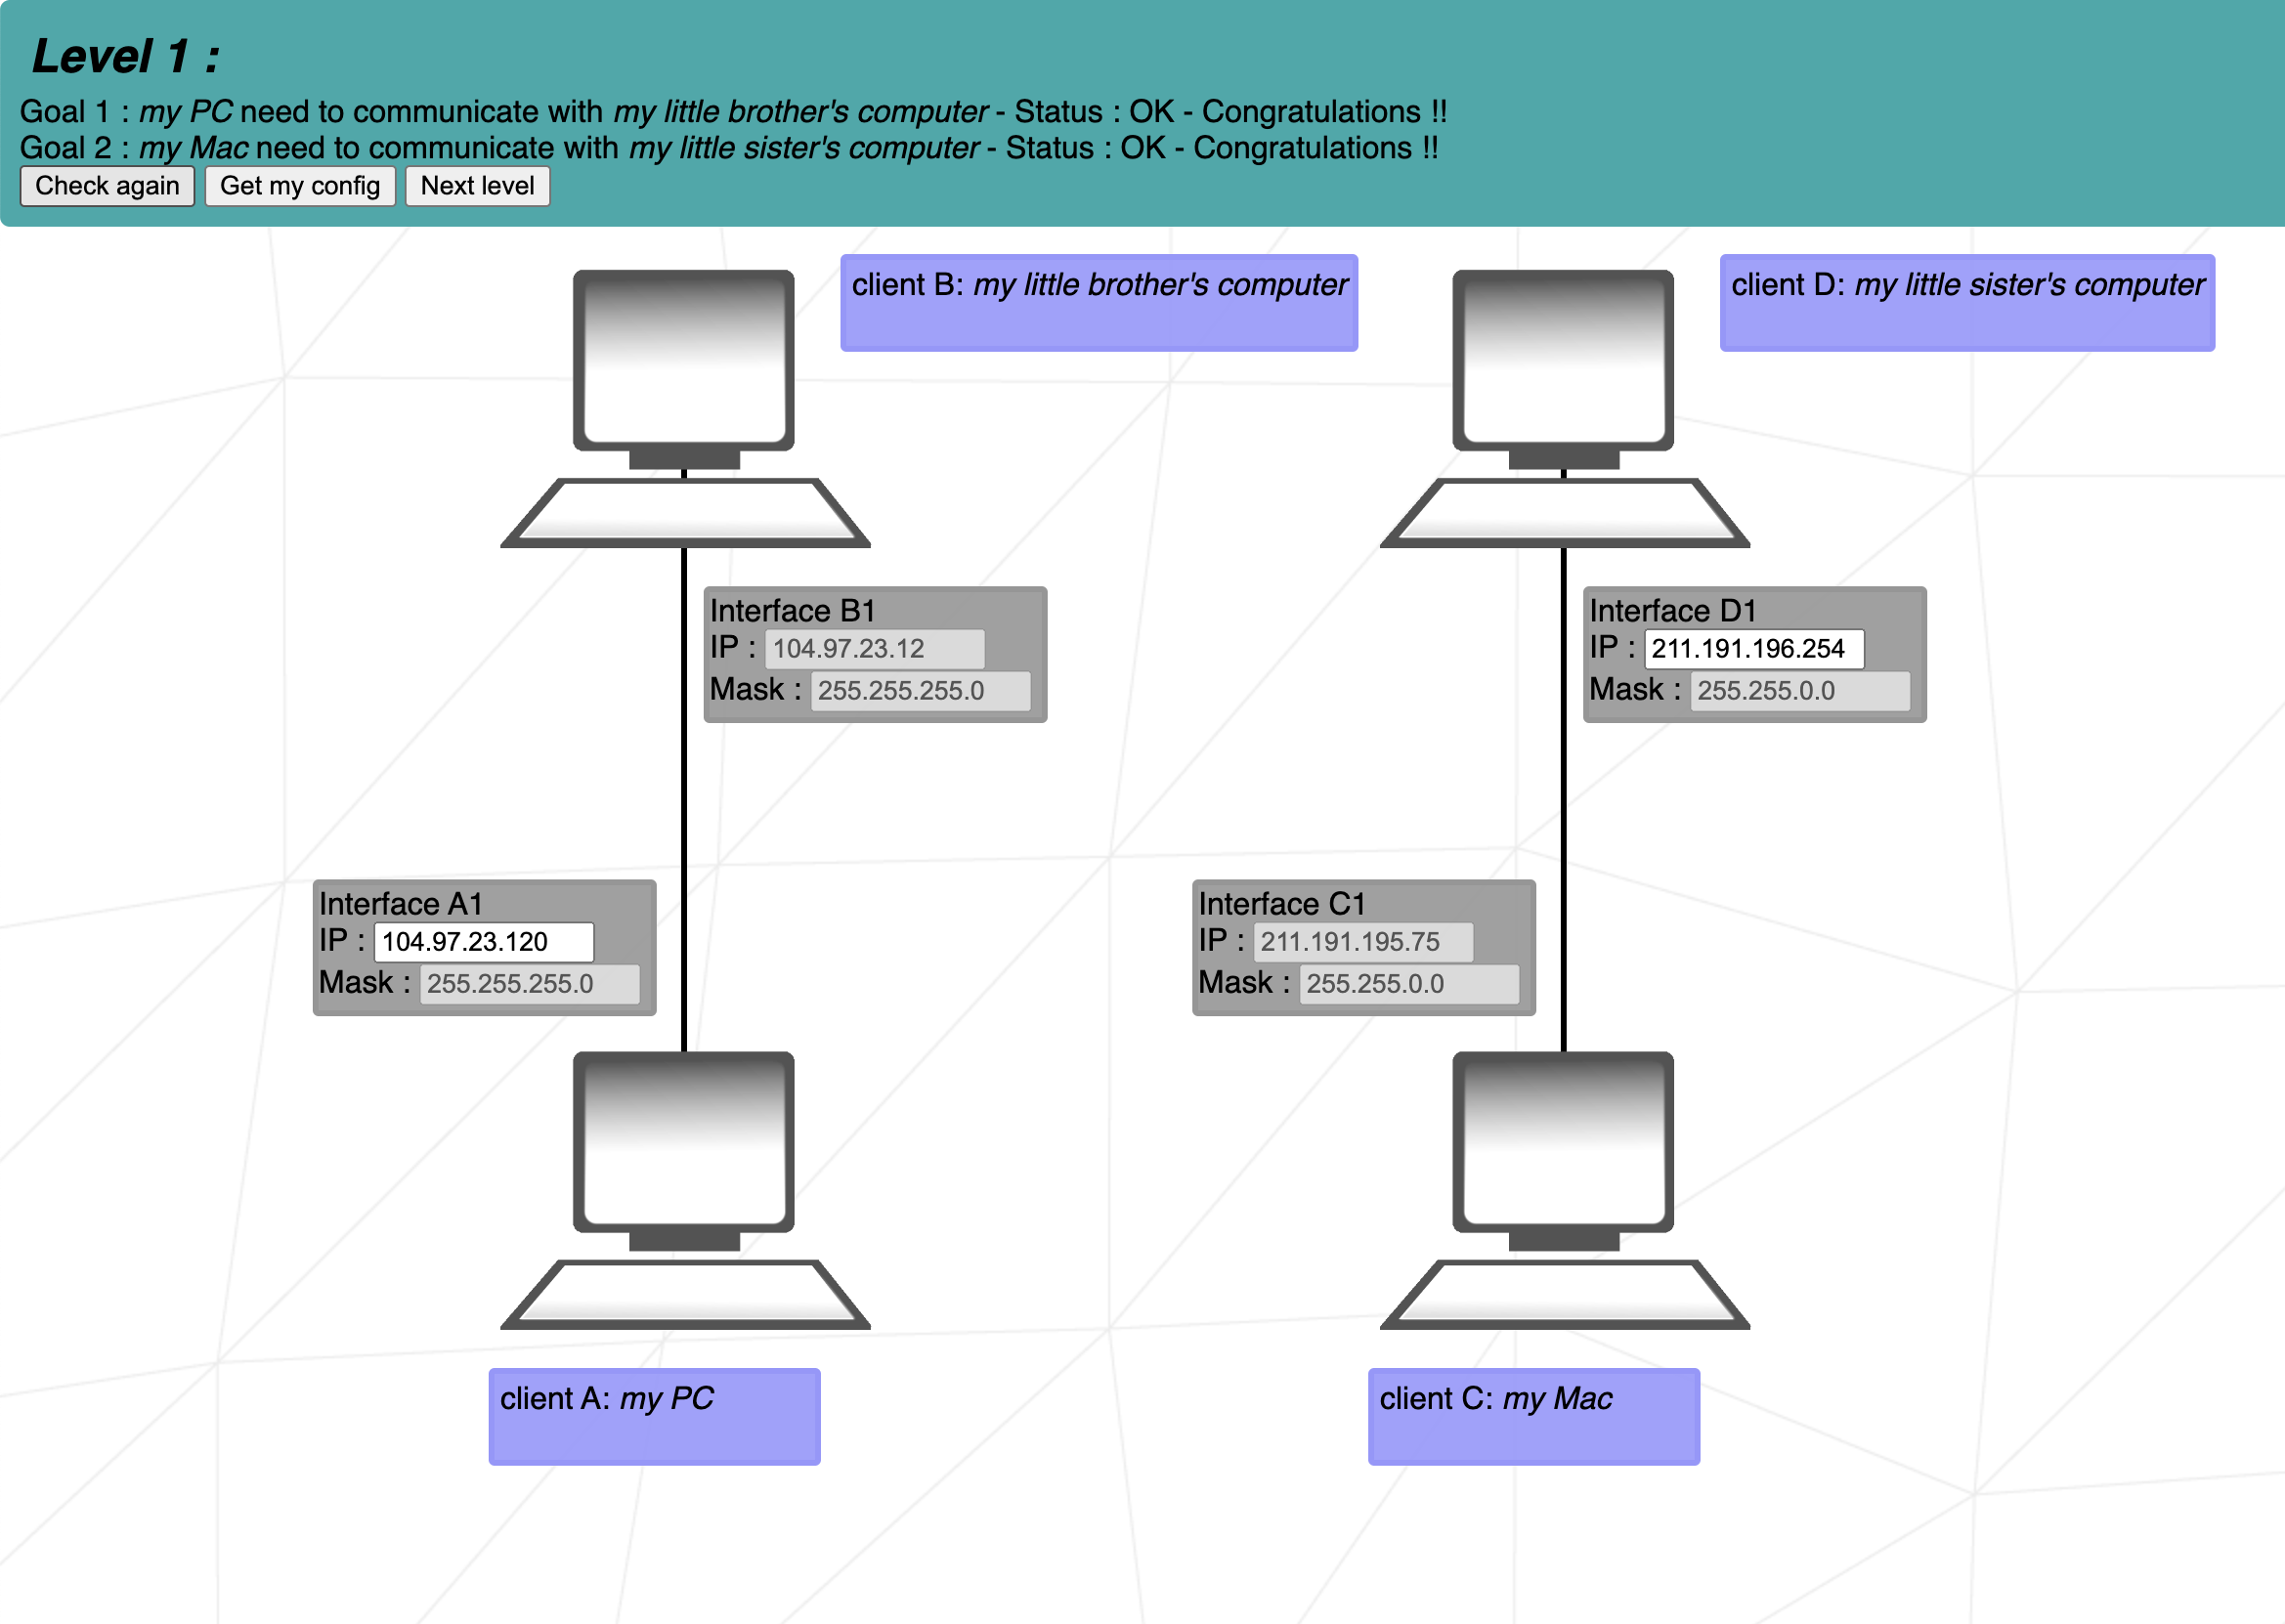 Level 1 :
Goal 1 : my PC need to communicate with my little brother's computer - Status : OK - Congratulations !!
Goal 2 : my Mac need to communicate with my little sister's computer - Status : OK - Congratulations !!
Check again Get my config Next level
client B: my little brother's computer
client D: my little sister's computer
Interface B1
IP : 104.97.23.12
Mask : 255.255.255.0
Interface D1
IP : 211.191.196.254
Mask : 255.255.0.0
Interface A1
IP : 104.97.23.120
Mask : 255.255.255.0
Interface C1
IP : 211.191.195.75
Mask : 255.255.0.0
client A: my PC
client C: my Mac